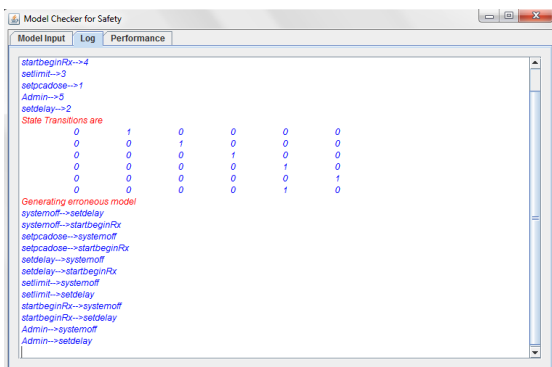 Model Checker for Safety
Model Input Log Performance
startbeginRx-->4
setlimit-->3
setpcadose-->1
Admin-->5
setdelay-->2
State Transitions are
0 1 0 0 0 0
0 0 1 0 0 0
0 0 0 1 0 0
0 0 0 0 1 0
0 0 0 0 0 1
0 0 0 0 1 0
Generating erroneous model
systemoff-->setdelay
systemoff-->startbeginRx
setpcadose-->systemoff
setpcadose-->startbeginRx
setdelay-->systemoff
setdelay-->startbeginRx
setlimit-->systemoff
setlimit-->setdelay
startbeginRx-->systemoff
startbeginRx-->setdelay
Admin-->systemoff
Admin-->setdelay